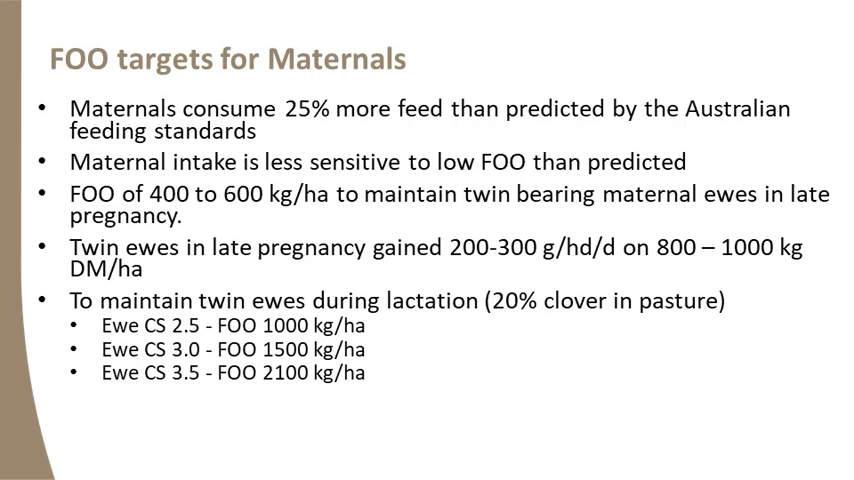 FOO targets for Maternals
• Maternals consume 25% more feed than predicted by the Australian
feeding standards
• Maternal intake is less sensitive to low FOO than predicted
• FOO of 400 to 600 kg/ha to maintain twin bearing maternal ewes in late
pregnancy.
• Twin ewes in late pregnancy gained 200-300 g/hd/d on 800 – 1000 kg
DM/ha
• To maintain twin ewes during lactation (20% clover in pasture)
• Ewe CS 2.5 - FOO 1000 kg/ha
• Ewe CS 3.0 - FOO 1500 kg/ha
• Ewe CS 3.5 - FOO 2100 kg/ha